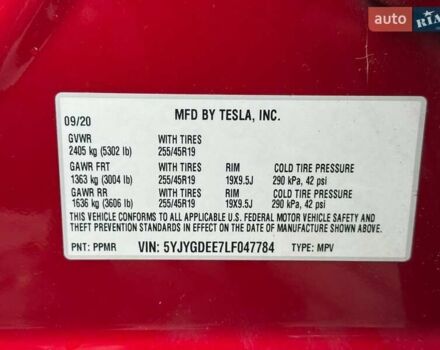 auto RIA
09/20 MFD BY TESLA, INC.
GVWR WITH TIRES
2405 kg (5302 lb) 255/45R19
GAWR FRT WITH TIRES RIM COLD TIRE PRESSURE
1363 kg (3004 lb) 255/45R19 19X9.5J 290 kPa, 42 psi
GAWR RR WITH TIRES RIM COLD TIRE PRESSURE
1636 kg (3606 lb) 255/45R19 19X9.5J 290 kPa, 42 psi
THIS VEHICLE CONFORMS TO ALL APPLICABLE U.S. FEDERAL MOTOR VEHICLE SAFETY AND
THEFT PREVENTION STANDARDS IN EFFECT ON THE DATE OF MANUFACTURE SHOWN ABOVE.
PNT: PPMR VIN: 5YJYGDEE7LF047784 TYPE: MPV